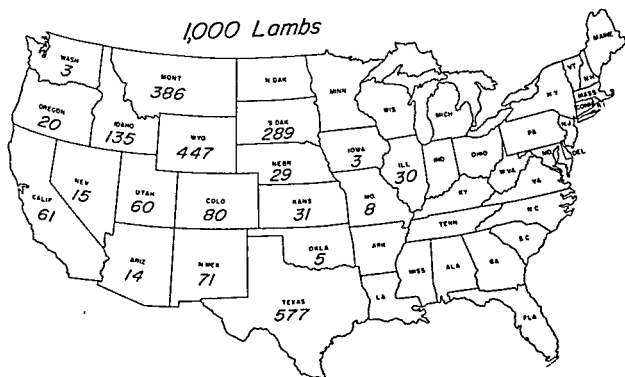 1,000 Lambs
WASH
3
OREGON
20
CALIF
61
NEV
15
IDAHO
135
MONT
386
WYO
447
UTAH
60
ARIZ
14
COLO
80
N MEX
71
N DAK
S DAK
289
NEBR
29
KANS
31
OKLA
5
TEXAS
577
MINN
IOWA
3
MO.
8
ARK
LA
WIS
ILL
30
MICH
IND
OHIO
KY
TENN
MISS
ALA
GA
FLA
S C
N.C.
VA
W VA
PA
N Y
VT
N H
MAINE
MASS
CONN
R I
N J
DEL
MD